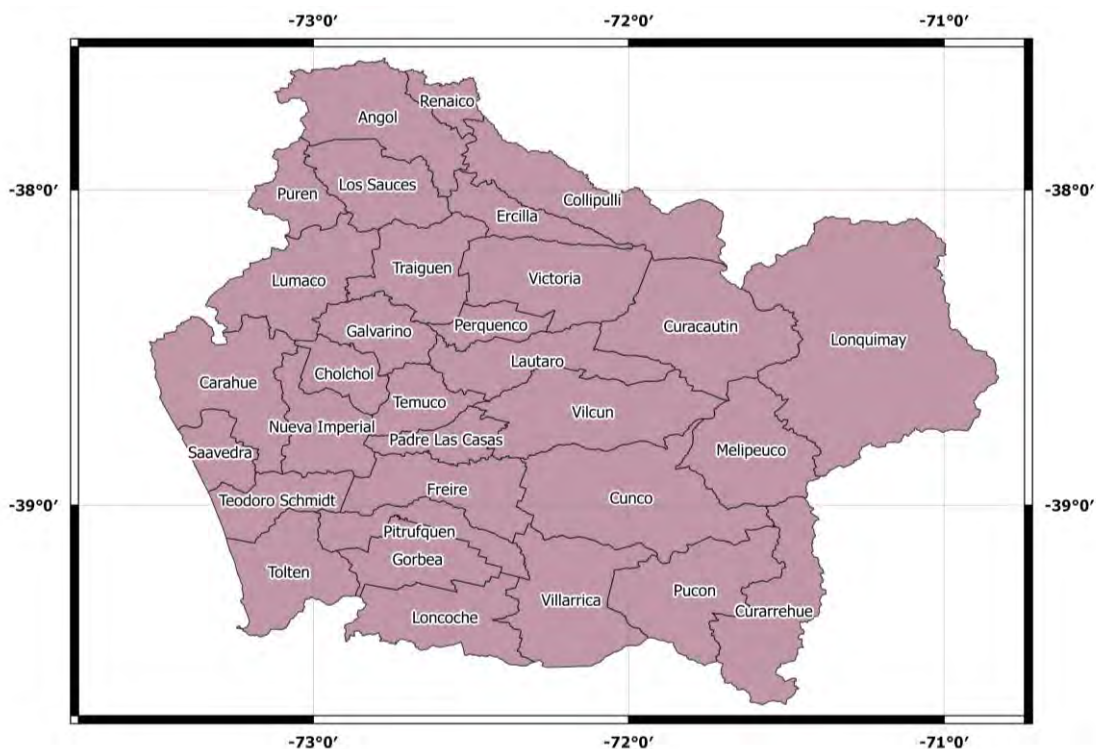 -73°0′ -72°0′ -71°0′
Renaico
Angol
Los Sauces
-38°0′ -38°0′
Puren
Collipulli
Ercilla
Traiguen
Lumaco
Victoria
Perquenco
Curacautin
Galvarino
Lonquimay
Lautaro
Cholchol
Carahue
Temuco
Vilcun
Nueva Imperial
Padre Las Casas
Saavedra
Melipeuco
Freire
Cunco
Teodoro Schmidt
-39°0′ -39°0′
Pitrufquen
Gorbea
Tolten
Pucon
Villarrica
Curarrehue
Loncoche
-73°0′ -72°0′ -71°0′